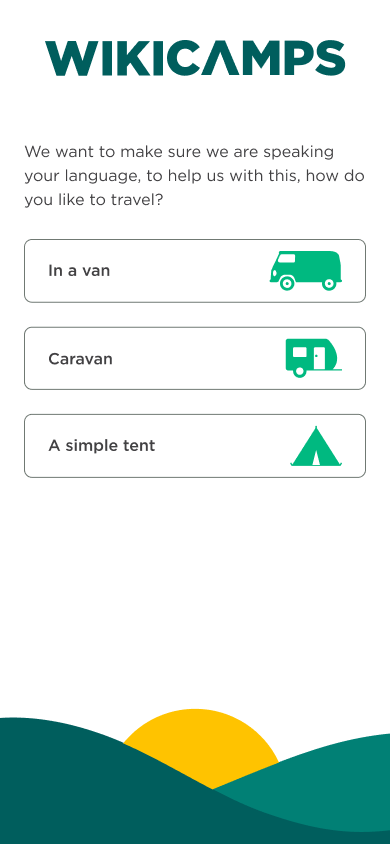 WIKICAMPS
We want to make sure we are speaking
your language, to help us with this, how do
you like to travel?
In a van
Caravan
A simple tent